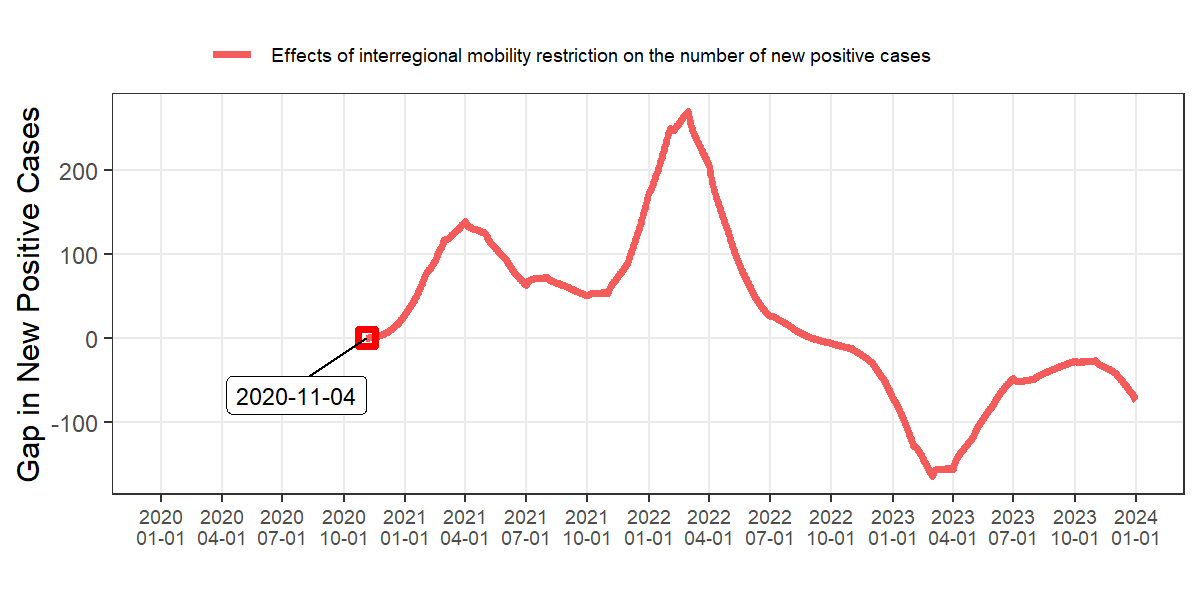 Effects of interregional mobility restriction on the number of new positive cases
Gap in New Positive Cases
200
100
0
-100
2020-11-04
2020 2020 2020 2020 2021 2021 2021 2021 2022 2022 2022 2022 2023 2023 2023 2023 2024
01-01 04-01 07-01 10-01 01-01 04-01 07-01 10-01 01-01 04-01 07-01 10-01 01-01 04-01 07-01 10-01 01-01